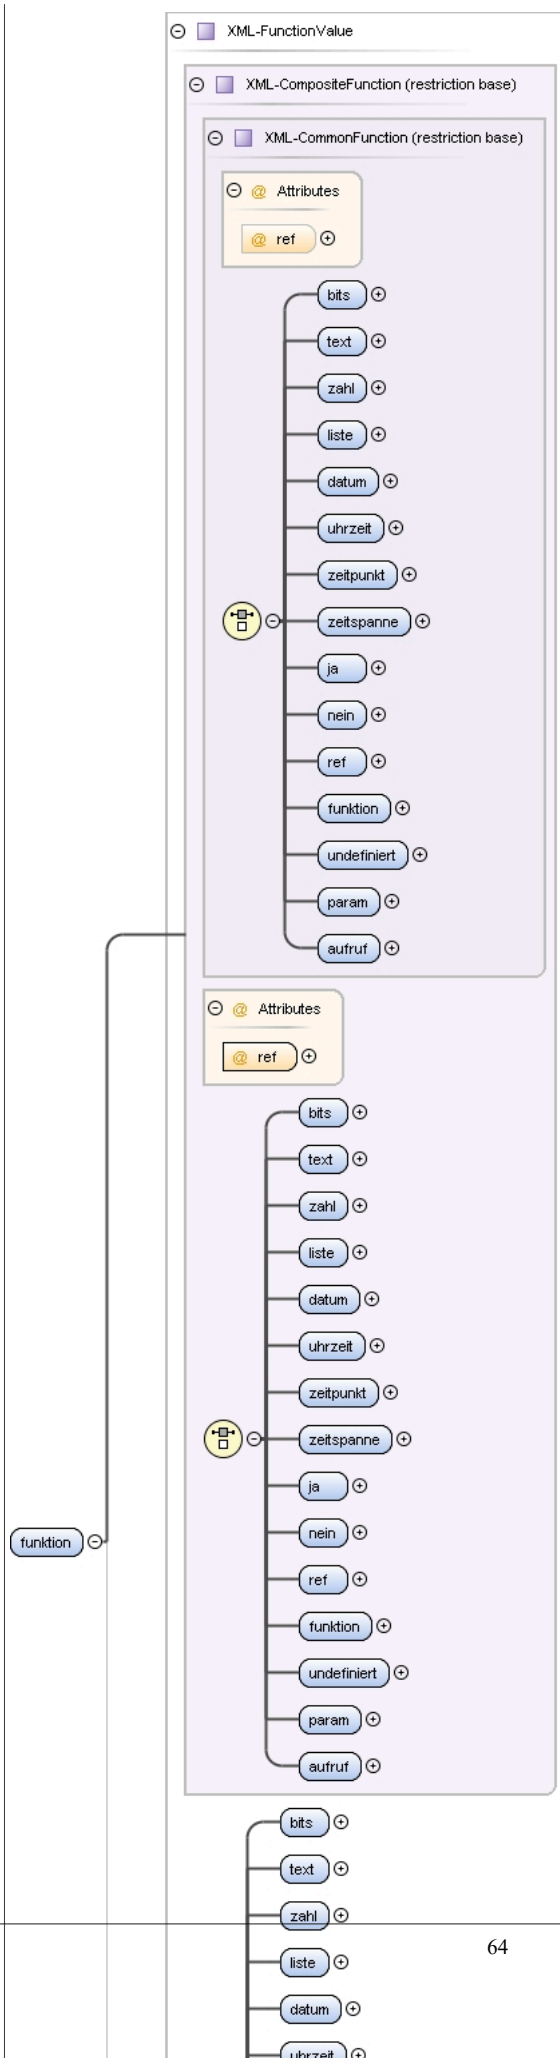 XML-FunctionValue
XML-CompositeFunction (restriction base)
XML-CommonFunction (restriction base)
@ Attributes
@ ref
bits
text
zahl
liste
datum
uhrzeit
zeitpunkt
zeitspanne
ja
nein
ref
funktion
undefiniert
param
aufruf
@ Attributes
@ ref
bits
text
zahl
liste
datum
uhrzeit
zeitpunkt
zeitspanne
ja
nein
ref
funktion
funktion
undefiniert
param
aufruf
bits
text
zahl
64
liste
datum
uhrzeit